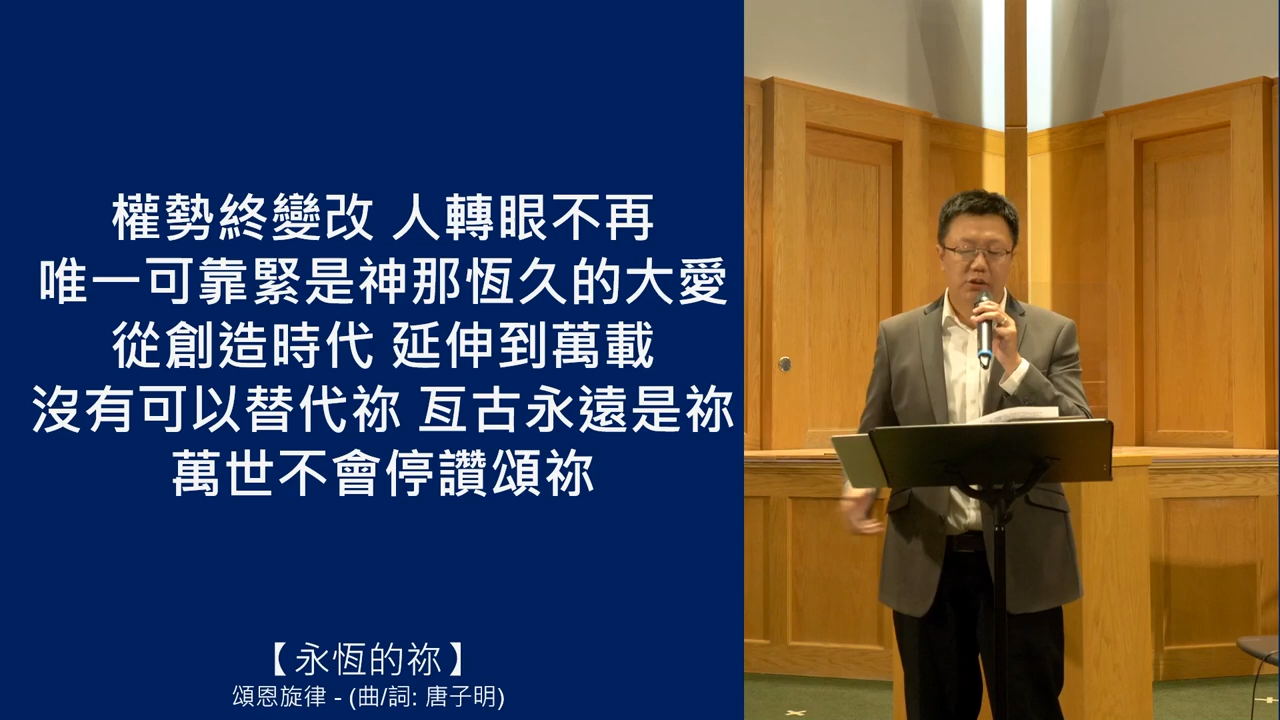 權勢終變改 人轉眼不再
唯一可靠緊是神那恆久的大愛
從創造時代 延伸到萬載
沒有可以替代祢 亙古永遠是祢
萬世不會停讚頌祢
【永恆的祢】
頌恩旋律 - (曲/詞: 唐子明)